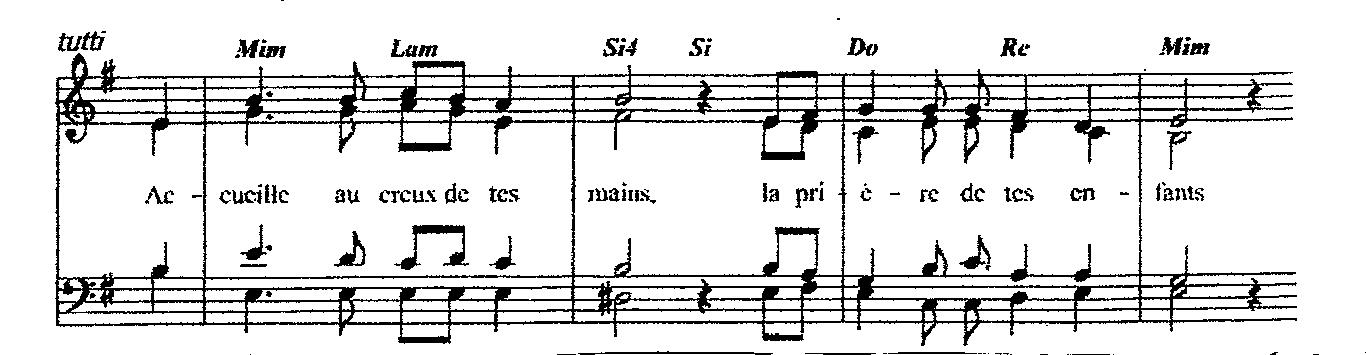 tutti
Mim Lam Si4 Si Do Re Mim
Ac - cueille au creux de tes mains, la pri - è - re de tes en - fants